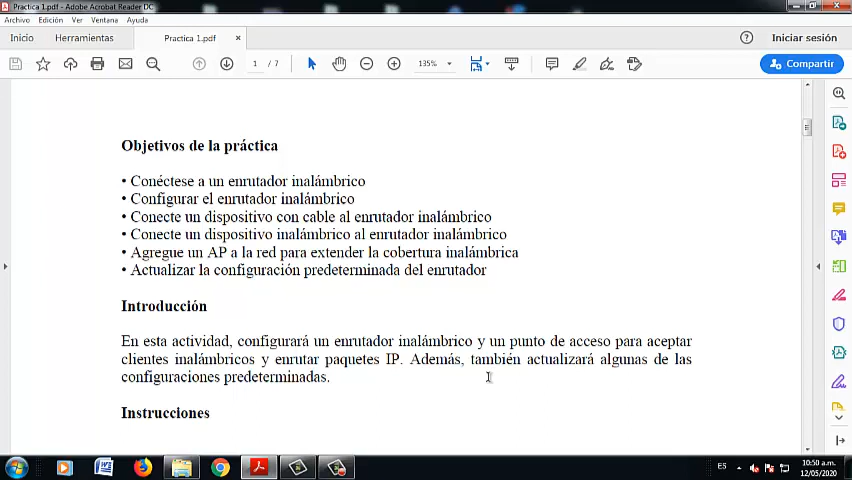 Practica 1.pdf - Adobe Acrobat Reader DC
Archivo Edición Ver Ventana Ayuda
Inicio Herramientas Practica 1.pdf × Iniciar sesión
1 / 7 135% Compartir
Objetivos de la práctica
• Conéctese a un enrutador inalámbrico
• Configurar el enrutador inalámbrico
• Conecte un dispositivo con cable al enrutador inalámbrico
• Conecte un dispositivo inalámbrico al enrutador inalámbrico
• Agregue un AP a la red para extender la cobertura inalámbrica
• Actualizar la configuración predeterminada del enrutador
Introducción
En esta actividad, configurará un enrutador inalámbrico y un punto de acceso para aceptar
clientes inalámbricos y enrutar paquetes IP. Además, también actualizará algunas de las
configuraciones predeterminadas.
Instrucciones
ES 10:50 a.m.
12/05/2020